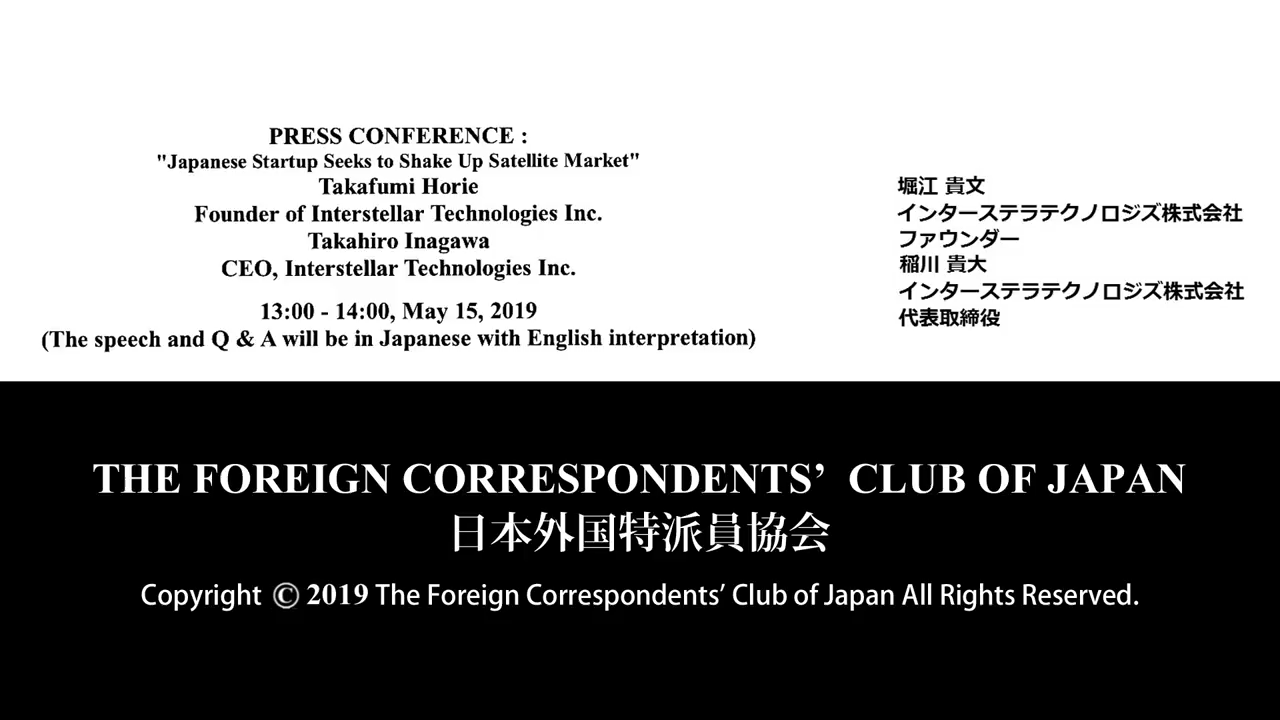 PRESS CONFERENCE :
"Japanese Startup Seeks to Shake Up Satellite Market"
Takafumi Horie
Founder of Interstellar Technologies Inc.
Takahiro Inagawa
CEO, Interstellar Technologies Inc.
13:00 - 14:00, May 15, 2019
(The speech and Q & A will be in Japanese with English interpretation)
堀江 貴文
インターステラテクノロジズ株式会社
ファウンダー
稲川 貴大
インターステラテクノロジズ株式会社
代表取締役
THE FOREIGN CORRESPONDENTS’ CLUB OF JAPAN
日本外国特派員協会
Copyright © 2019 The Foreign Correspondents’ Club of Japan All Rights Reserved.